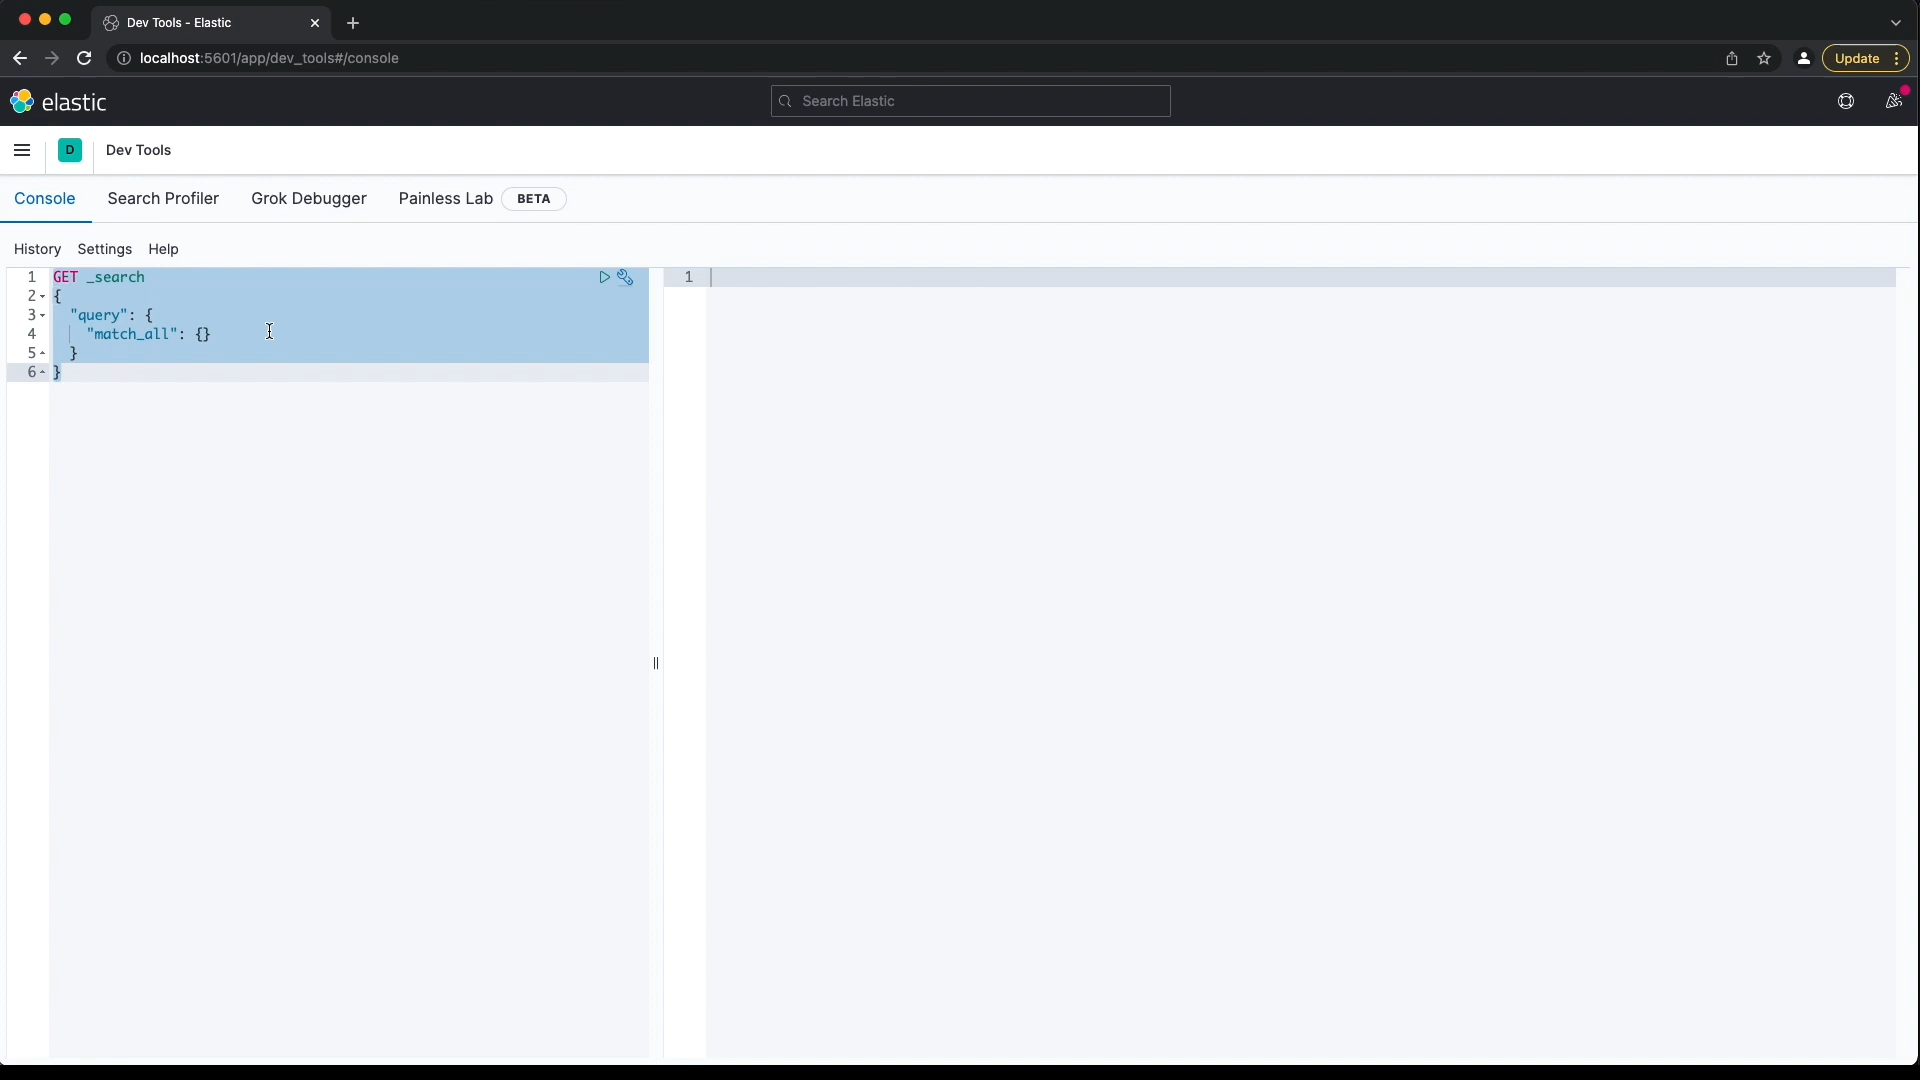 Dev Tools - Elastic
localhost:5601/app/dev_tools#/console
Update
elastic
Search Elastic
D
Dev Tools
Console Search Profiler Grok Debugger Painless Lab BETA
History Settings Help
1 GET _search
2 {
3 "query": {
4 "match_all": {}
5 }
6 }
1